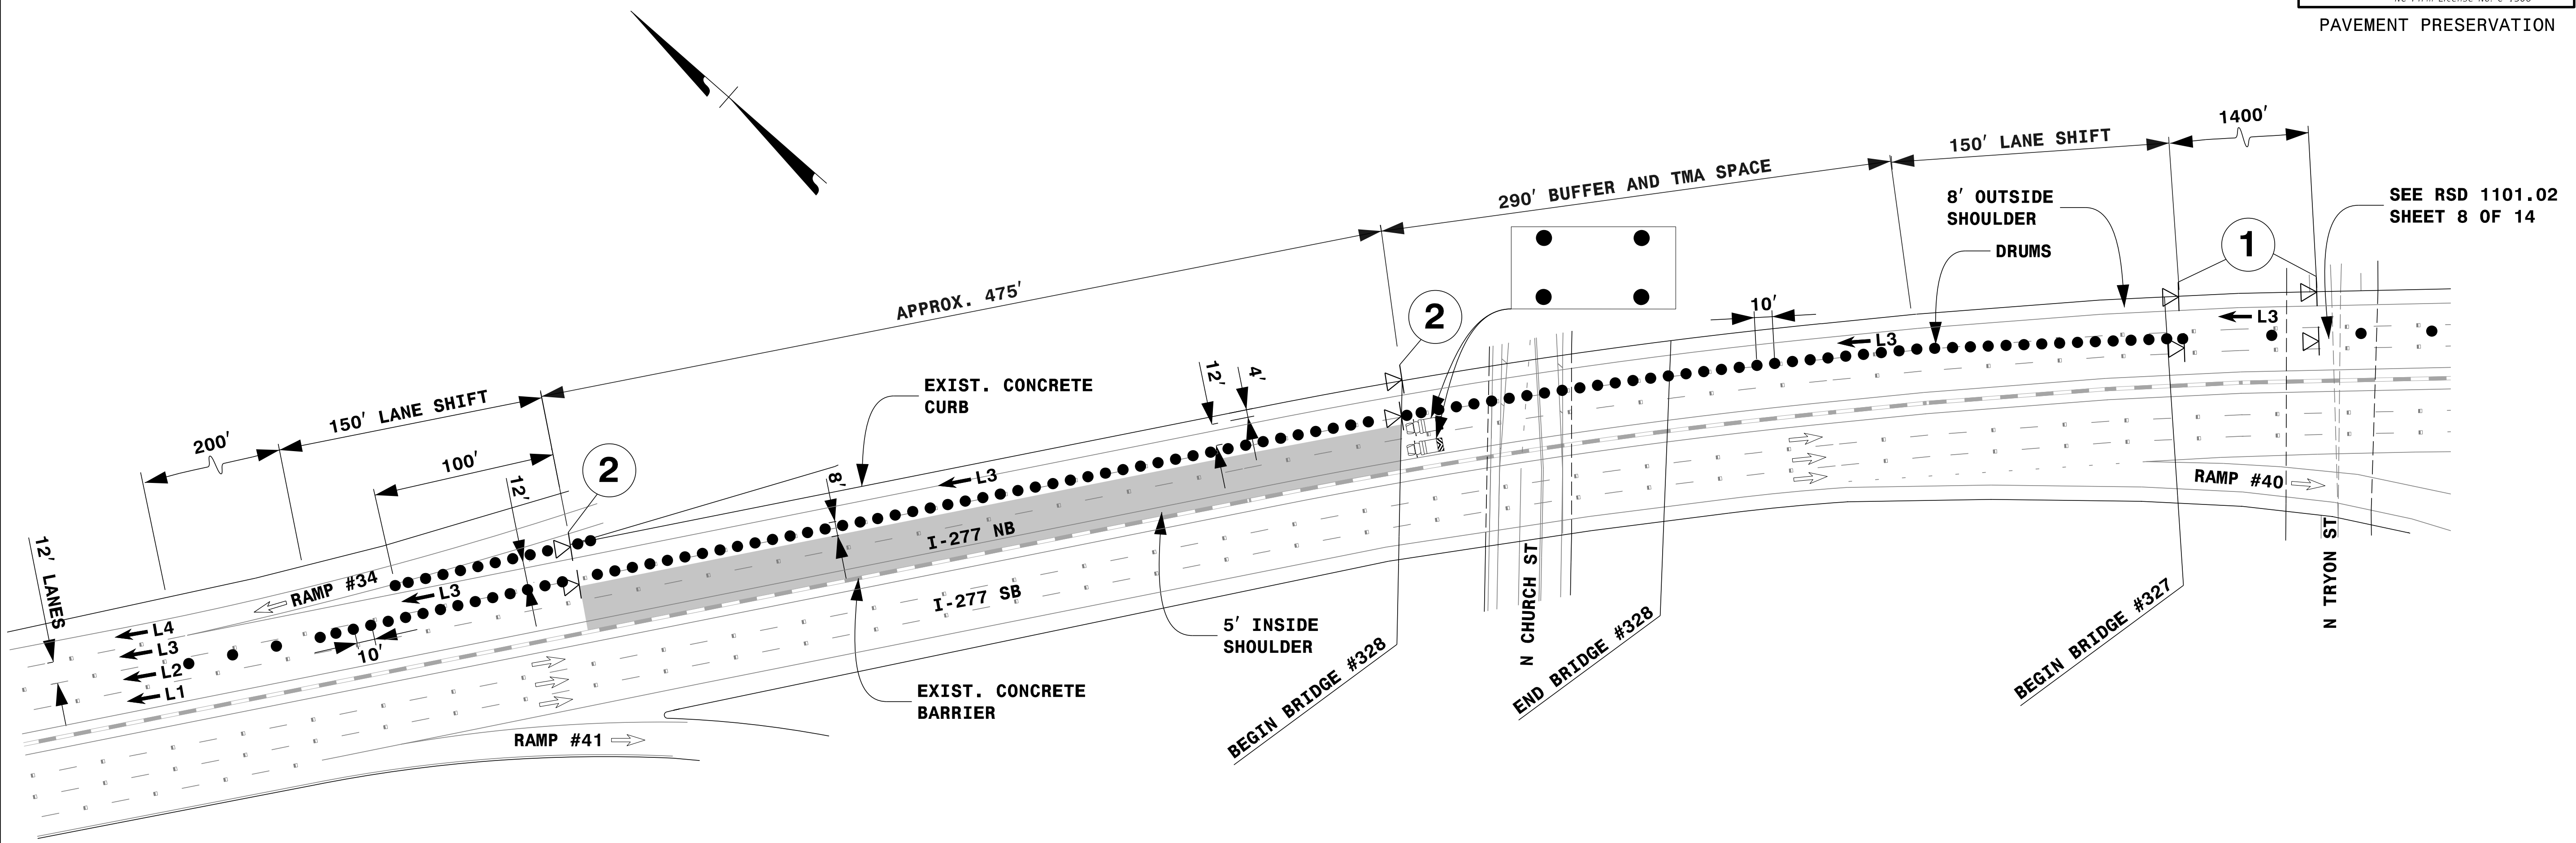 PAVEMENT PRESERVATION
1400'
150' LANE SHIFT
290' BUFFER AND TMA SPACE
8' OUTSIDE
SHOULDER
SEE RSD 1101.02
SHEET 8 OF 14
1
DRUMS
APPROX. 475'
2
10'
L3
L3
12'
4'
EXIST. CONCRETE
CURB
150' LANE SHIFT
200'
100'
2
12'
8'
L3
I-277 NB
RAMP #40
12' LANES
RAMP #34
L3
I-277 SB
L4
L3
L2
L1
10'
5' INSIDE
SHOULDER
N CHURCH ST
N TRYON ST
BEGIN BRIDGE #328
END BRIDGE #328
BEGIN BRIDGE #327
EXIST. CONCRETE
BARRIER
RAMP #41